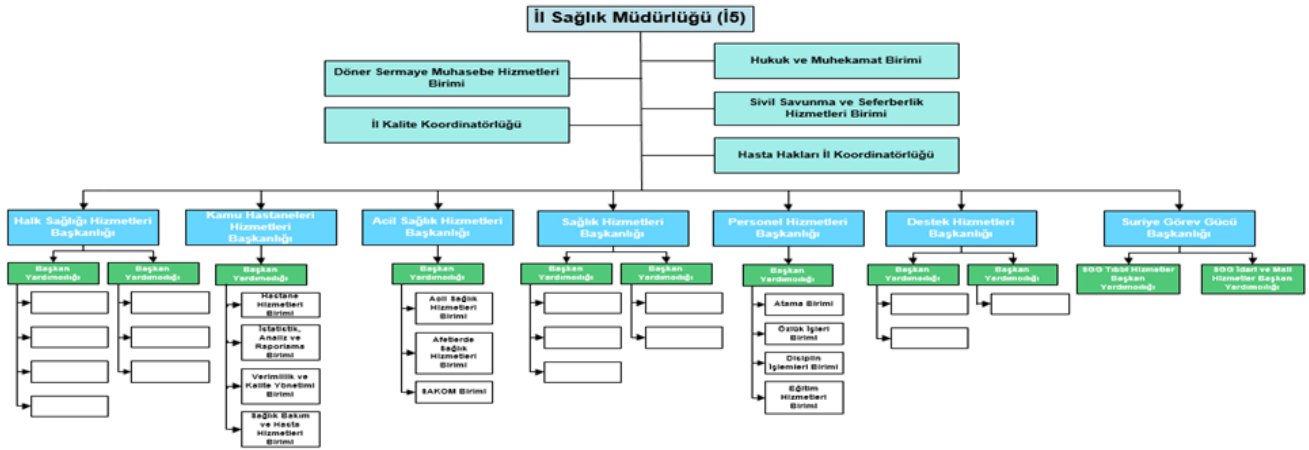 İl Sağlık Müdürlüğü (İ5)
Döner Sermaye Muhasebe Hizmetleri
Birimi
Hukuk ve Muhekamat Birimi
İl Kalite Koordinatörlüğü
Sivil Savunma ve Seferberlik
Hizmetleri Birimi
Hasta Hakları İl Koordinatörlüğü
Halk Sağlığı Hizmetleri
Başkanlığı
Kamu Hastaneleri
Hizmetleri
Başkanlığı
Acil Sağlık Hizmetleri
Başkanlığı
Sağlık Hizmetleri
Başkanlığı
Personel Hizmetleri
Başkanlığı
Destek Hizmetleri
Başkanlığı
Suriye Görev Gücü
Başkanlığı
Başkan
Yardımcılığı
Başkan
Yardımcılığı
Başkan
Yardımcılığı
Hastane
Hizmetleri
Birimi
İstatistik,
Analiz ve
Raporlama
Birimi
Verimlilik ve
Kalite Yönetimi
Birimi
Sağlık Bakım
ve Hasta
Hizmetleri
Birimi
Başkan
Yardımcılığı
Acil Sağlık
Hizmetleri
Birimi
Afetlerde
Sağlık
Hizmetleri
Birimi
SAKOM Birimi
Başkan
Yardımcılığı
Başkan
Yardımcılığı
Başkan
Yardımcılığı
Atama Birimi
Özlük İşleri
Birimi
Disiplin
İşlemleri Birimi
Eğitim
Hizmetleri
Birimi
Başkan
Yardımcılığı
Başkan
Yardımcılığı
SGG Tıbbi Hizmetler
Başkan
Yardımcılığı
SGG İdari ve Mali
Hizmetler Başkan
Yardımcılığı